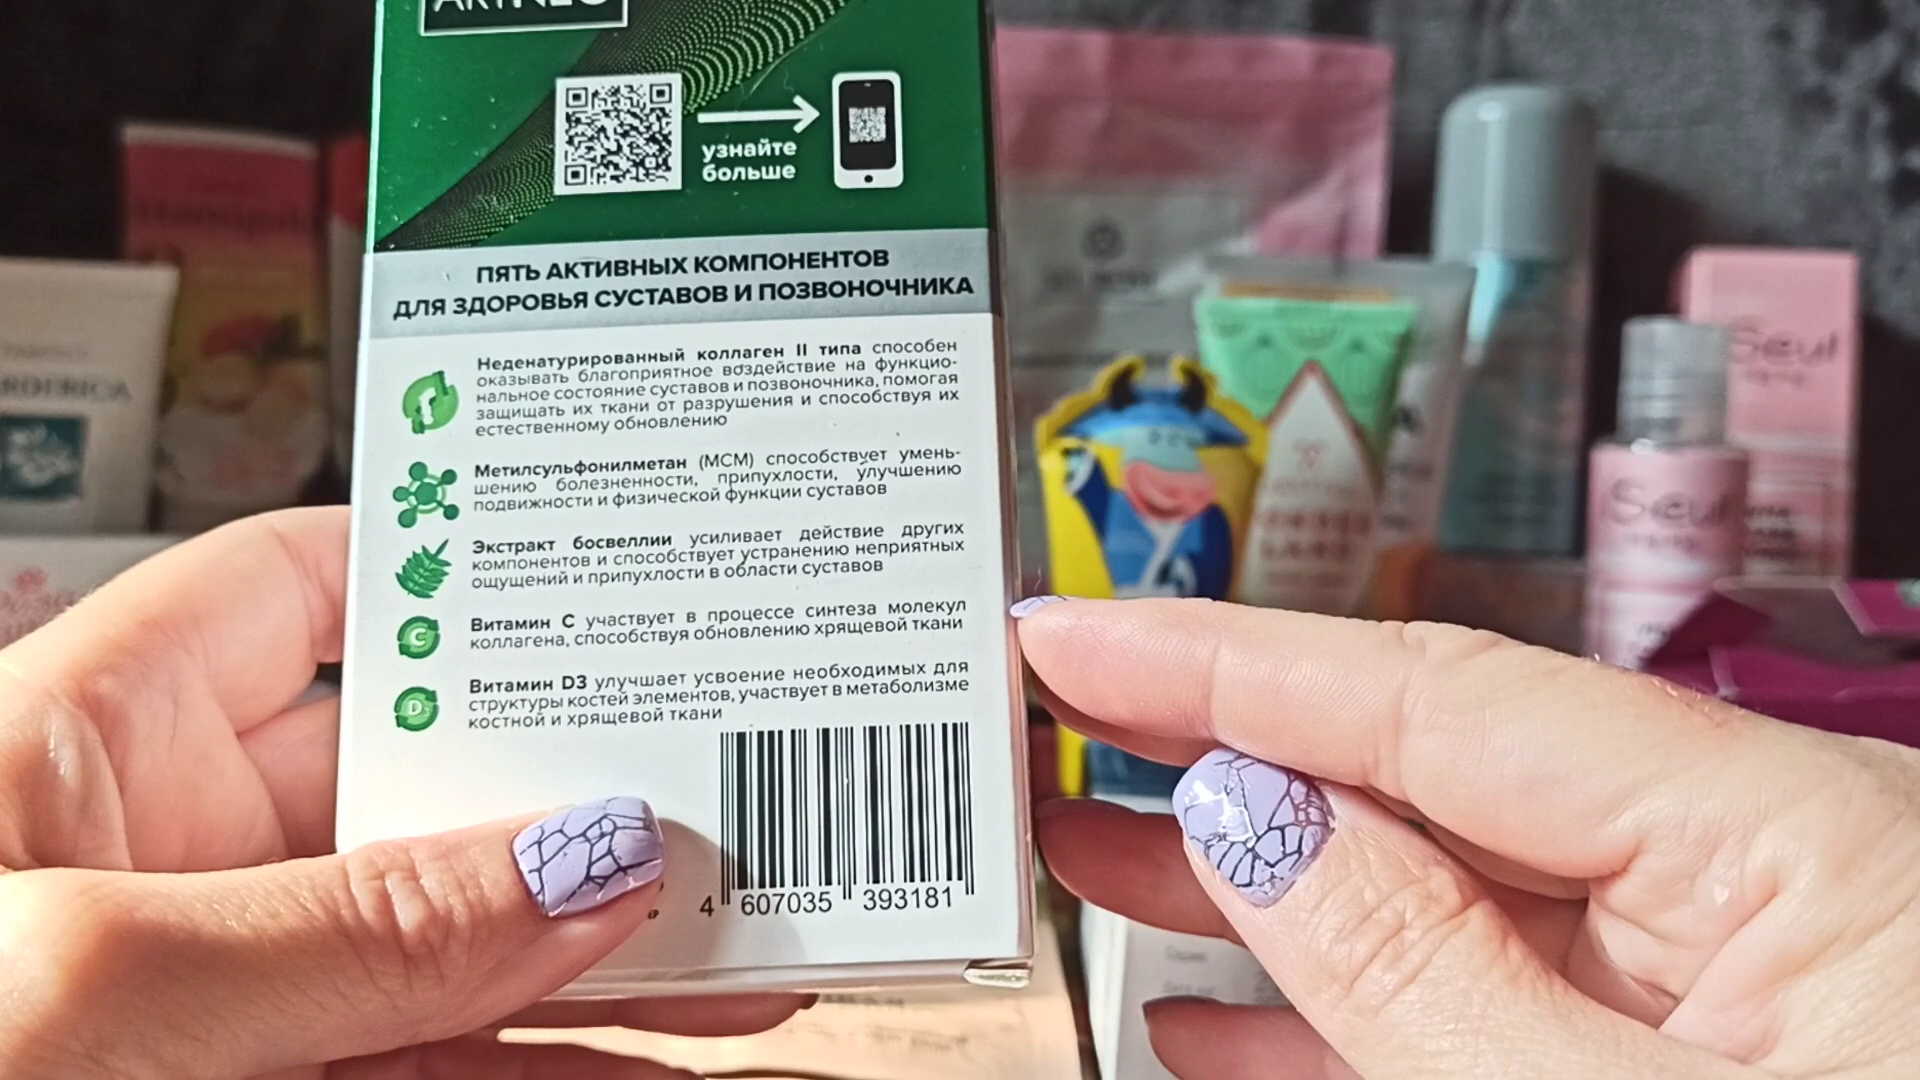 узнайте
больше
ПЯТЬ АКТИВНЫХ КОМПОНЕНТОВ
ДЛЯ ЗДОРОВЬЯ СУСТАВОВ И ПОЗВОНОЧНИКА
Неденатурированный коллаген II типа способен
оказывать благоприятное воздействие на функцио-
нальное состояние суставов и позвоночника, помогая
защищать их ткани от разрушения и способствуя их
естественному обновлению
Метилсульфонилметан (МСМ) способствует умень-
шению болезненности, припухлости, улучшению
подвижности и физической функции суставов
Экстракт босвеллии усиливает действие других
компонентов и способствует устранению неприятных
ощущений и припухлости в области суставов
C
Витамин С участвует в процессе синтеза молекул
коллагена, способствуя обновлению хрящевой ткани
D3
Витамин D3 улучшает усвоение необходимых для
структуры костей элементов, участвует в метаболизме
костной и хрящевой ткани
4 607035 393181
Seul
Seul